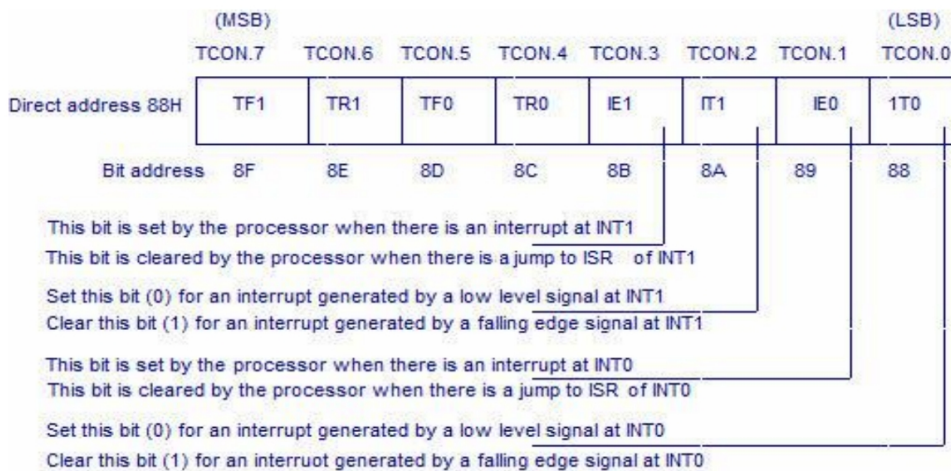 (MSB) (LSB)
TCON.7 TCON.6 TCON.5 TCON.4 TCON.3 TCON.2 TCON.1 TCON.0
Direct address 88H TF1 TR1 TF0 TR0 IE1 IT1 IE0 1T0
Bit address 8F 8E 8D 8C 8B 8A 89 88
This bit is set by the processor when there is an interrupt at INT1
This bit is cleared by the processor when there is a jump to ISR of INT1
Set this bit (0) for an interrupt generated by a low level signal at INT1
Clear this bit (1) for an interrupt generated by a falling edge signal at INT1
This bit is set by the processor when there is an interrupt at INT0
This bit is cleared by the processor when there is a jump to ISR of INT0
Set this bit (0) for an interrupt generated by a low level signal at INT0
Clear this bit (1) for an interruot generated by a falling edge signal at INT0